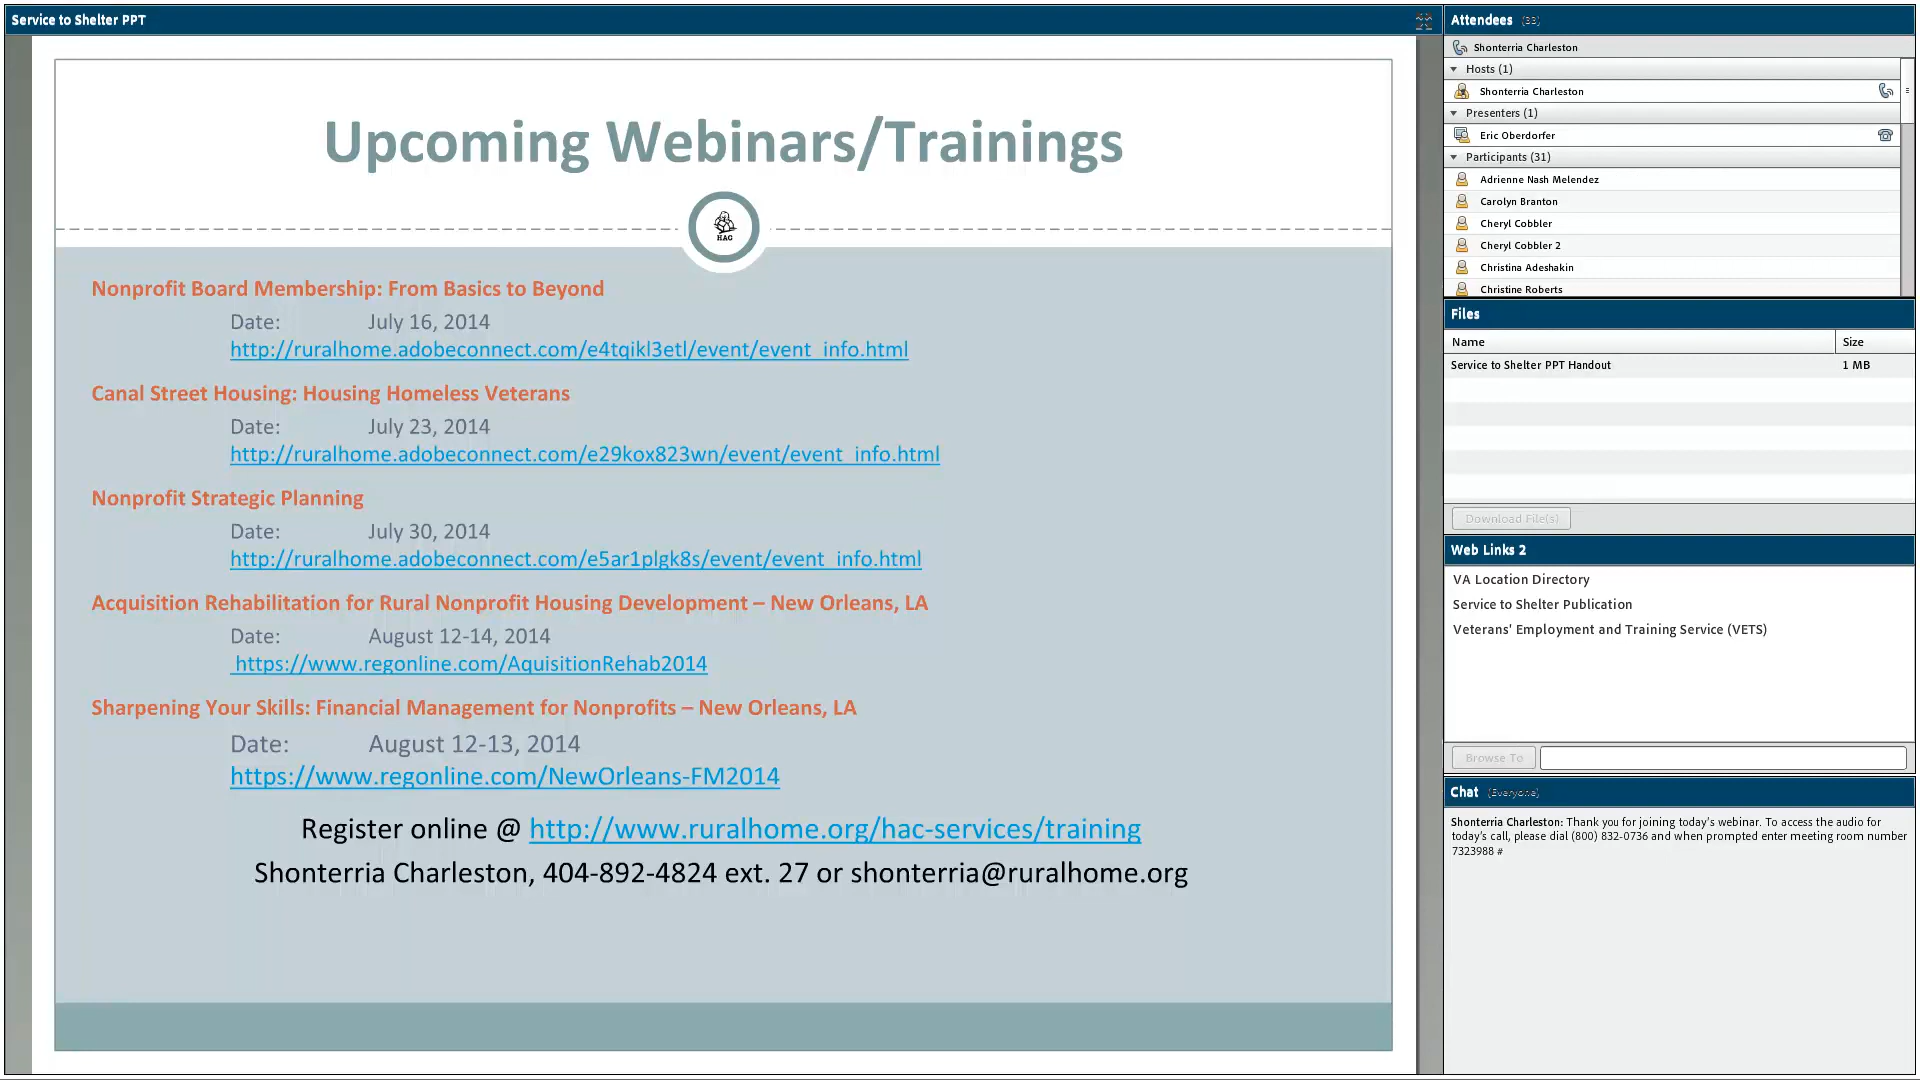 Service to Shelter PPT
Upcoming Webinars/Trainings
HAC
Nonprofit Board Membership: From Basics to Beyond
Date: July 16, 2014
http://ruralhome.adobeconnect.com/e4tqikl3etl/event/event_info.html
Canal Street Housing: Housing Homeless Veterans
Date: July 23, 2014
http://ruralhome.adobeconnect.com/e29kox823wn/event/event_info.html
Nonprofit Strategic Planning
Date: July 30, 2014
http://ruralhome.adobeconnect.com/e5ar1plgk8s/event/event_info.html
Acquisition Rehabilitation for Rural Nonprofit Housing Development – New Orleans, LA
Date: August 12-14, 2014
https://www.regonline.com/AquisitionRehab2014
Sharpening Your Skills: Financial Management for Nonprofits – New Orleans, LA
Date: August 12-13, 2014
https://www.regonline.com/NewOrleans-FM2014
Register online @ http://www.ruralhome.org/hac-services/training
Shonterria Charleston, 404-892-4824 ext. 27 or shonterria@ruralhome.org
Attendees (33)
Shonterria Charleston
Hosts (1)
Shonterria Charleston
Presenters (1)
Eric Oberdorfer
Participants (31)
Adrienne Nash Melendez
Carolyn Branton
Cheryl Cobbler
Cheryl Cobbler 2
Christina Adeshakin
Christine Roberts
Files
Name Size
Service to Shelter PPT Handout 1 MB
Download File(s)
Web Links 2
VA Location Directory
Service to Shelter Publication
Veterans' Employment and Training Service (VETS)
Browse To
Chat (Everyone)
Shonterria Charleston: Thank you for joining today's webinar. To access the audio for
today's call, please dial (800) 832-0736 and when prompted enter meeting room number
7323988 #